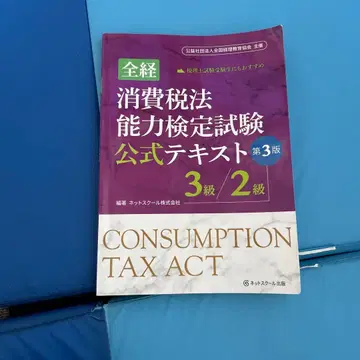 公益社団法人全国経理教育協会 主催
税理士試験受験生にもおすすめ
全経
消費税法
能力検定試験
公式テキスト 第3版
3級/2級
編著 ネットスクール株式会社
CONSUMPTION
TAX ACT
ネットスクール出版